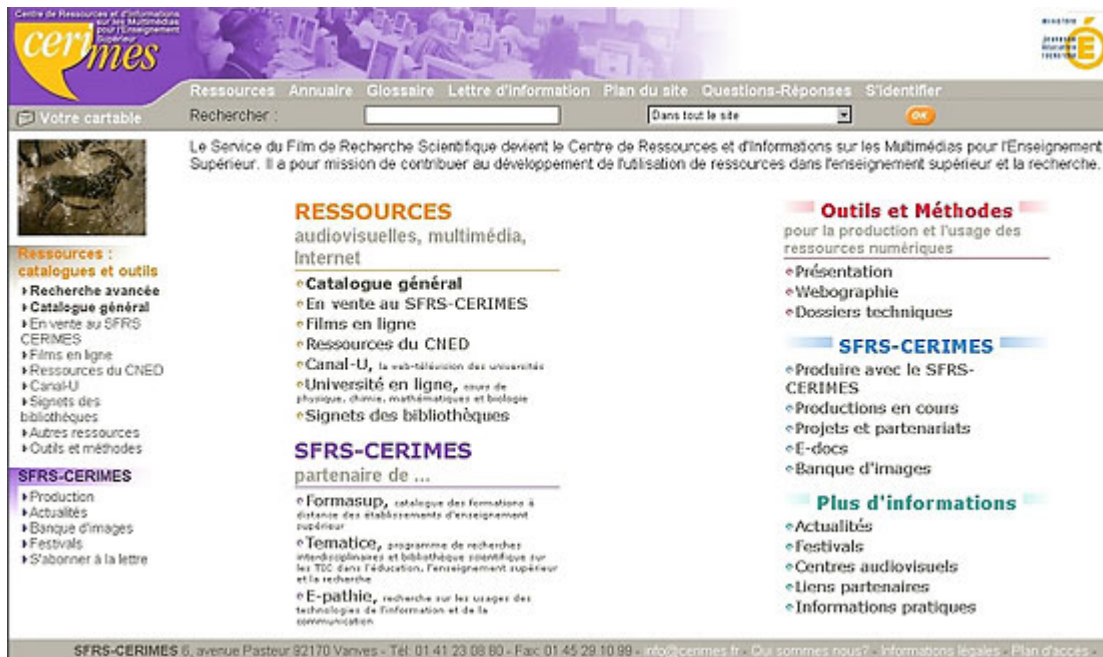 Centre de Ressources et d'Informations
sur les Multimédias
pour l'Enseignement
Supérieur
cerimes
Ressources Annuaire Glossaire Lettre d'information Plan du site Questions-Réponses S'identifier
Votre cartable
Rechercher :
Dans tout le site
OK
Le Service du Film de Recherche Scientifique devient le Centre de Ressources et d'Informations sur les Multimédias pour l'Enseignement
Supérieur. Il a pour mission de contribuer au développement de l'utilisation de ressources dans l'enseignement supérieur et la recherche.
Ressources :
catalogues et outils
Recherche avancée
Catalogue général
En vente au SFRS
CERIMES
Films en ligne
Ressources du CNED
Canal-U
Signets des
bibliothèques
Autres ressources
Outils et méthodes
SFRS-CERIMES
Production
Actualités
Banque d'images
Festivals
S'abonner à la lettre
RESSOURCES
audiovisuelles, multimédia,
Internet
Catalogue général
En vente au SFRS-CERIMES
Films en ligne
Ressources du CNED
Canal-U, la web-télévision des universités
Université en ligne, cours de
physique, chimie, mathématiques et biologie
Signets des bibliothèques
SFRS-CERIMES
partenaire de ...
Formasup, catalogue des formations à
distance des établissements d'enseignement
supérieur
Tematice, programme de recherches
interdisciplinaires et bibliothèque scientifique sur
les TIC dans l'éducation, l'enseignement supérieur
et la recherche
E-pathie, recherche sur les usages des
technologies de l'information et de la
communication
Outils et Méthodes
pour la production et l'usage des
ressources numériques
Présentation
Webographie
Dossiers techniques
SFRS-CERIMES
Produire avec le SFRS-
CERIMES
Productions en cours
Projets et partenariats
E-docs
Banque d'images
Plus d'informations
Actualités
Festivals
Centres audiovisuels
Liens partenaires
Informations pratiques
SFRS-CERIMES 6, avenue Pasteur 92170 Vanves - Tél: 01 41 23 08 80 - Fax: 01 45 29 10 99 - info@cerimes.fr - Qui sommes nous? - Informations légales - Plan d'accès -